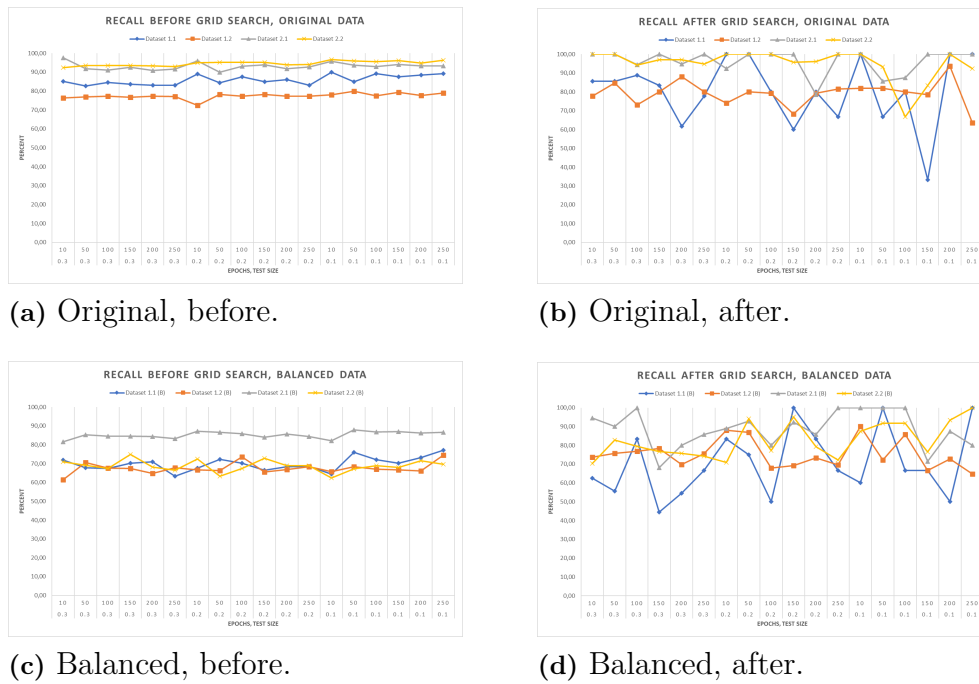 RECALL BEFORE GRID SEARCH, ORIGINAL DATA
Dataset 1.1 Dataset 1.2 Dataset 2.1 Dataset 2.2
100,00
90,00
80,00
70,00
60,00
50,00
40,00
30,00
20,00
10,00
0,00
PERCENT
10 50 100 150 200 250 10 50 100 150 200 250 10 50 100 150 200 250
0.3 0.3 0.3 0.3 0.3 0.3 0.2 0.2 0.2 0.2 0.2 0.2 0.1 0.1 0.1 0.1 0.1 0.1
EPOCHS, TEST SIZE
(a) Original, before.
RECALL AFTER GRID SEARCH, ORIGINAL DATA
Dataset 1.1 Dataset 1.2 Dataset 2.1 Dataset 2.2
100,00
90,00
80,00
70,00
60,00
50,00
40,00
30,00
20,00
10,00
0,00
PERCENT
10 50 100 150 200 250 10 50 100 150 200 250 10 50 100 150 200 250
0.3 0.3 0.3 0.3 0.3 0.3 0.2 0.2 0.2 0.2 0.2 0.2 0.1 0.1 0.1 0.1 0.1 0.1
EPOCHS, TEST SIZE
(b) Original, after.
RECALL BEFORE GRID SEARCH, BALANCED DATA
Dataset 1.1 (B) Dataset 1.2 (B) Dataset 2.1 (B) Dataset 2.2 (B)
100,00
90,00
80,00
70,00
60,00
50,00
40,00
30,00
20,00
10,00
0,00
PERCENT
10 50 100 150 200 250 10 50 100 150 200 250 10 50 100 150 200 250
0.3 0.3 0.3 0.3 0.3 0.3 0.2 0.2 0.2 0.2 0.2 0.2 0.1 0.1 0.1 0.1 0.1 0.1
EPOCHS, TEST SIZE
(c) Balanced, before.
RECALL AFTER GRID SEARCH, BALANCED DATA
Dataset 1.1 (B) Dataset 1.2 (B) Dataset 2.1 (B) Dataset 2.2 (B)
100,00
90,00
80,00
70,00
60,00
50,00
40,00
30,00
20,00
10,00
0,00
PERCENT
10 50 100 150 200 250 10 50 100 150 200 250 10 50 100 150 200 250
0.3 0.3 0.3 0.3 0.3 0.3 0.2 0.2 0.2 0.2 0.2 0.2 0.1 0.1 0.1 0.1 0.1 0.1
EPOCHS, TEST SIZE
(d) Balanced, after.